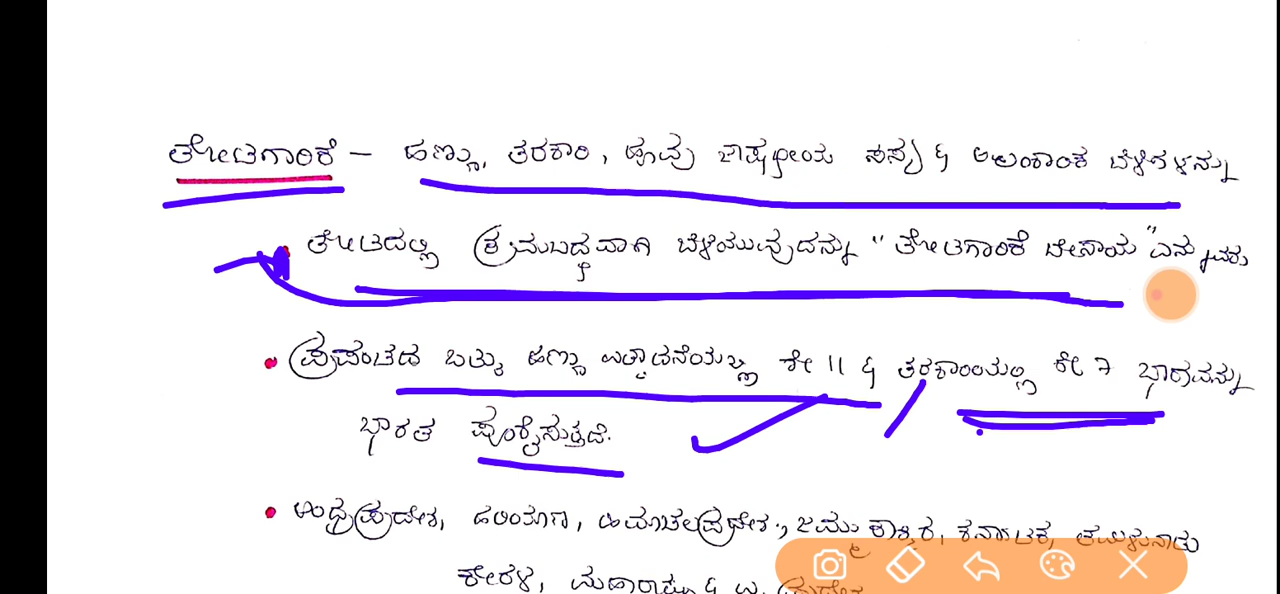 ತೋಟಗಾರಿಕೆ – ಹಣ್ಣು, ತರಕಾರಿ, ಹೂವು ಔಷಧೀಯ ಸಸ್ಯ & ಅಲಂಕಾರಿಕ ಬೆಳೆಗಳನ್ನು
ತೋಟದಲ್ಲಿ ಕ್ರಮಬದ್ಧವಾಗಿ ಬೆಳೆಯುವುದನ್ನು "ತೋಟಗಾರಿಕೆ ಬೇಸಾಯ" ಎನ್ನುವರು
• ಪ್ರಪಂಚದ ಒಟ್ಟು ಹಣ್ಣು ಉತ್ಪಾದನೆಯಲ್ಲಿ ಶೇ 11 & ತರಕಾರಿಯಲ್ಲಿ ಶೇ 7 ಭಾಗವನ್ನು
ಭಾರತ ಪೂರೈಸುತ್ತದೆ.
• ಆಂಧ್ರಪ್ರದೇಶ, ಹರಿಯಾಣ, ಹಿಮಾಚಲಪ್ರದೇಶ, ಜಮ್ಮು ಕಾಶ್ಮೀರ, ಕರ್ನಾಟಕ, ತಮಿಳುನಾಡು
ಕೇರಳ, ಮಹಾರಾಷ್ಟ್ರ &